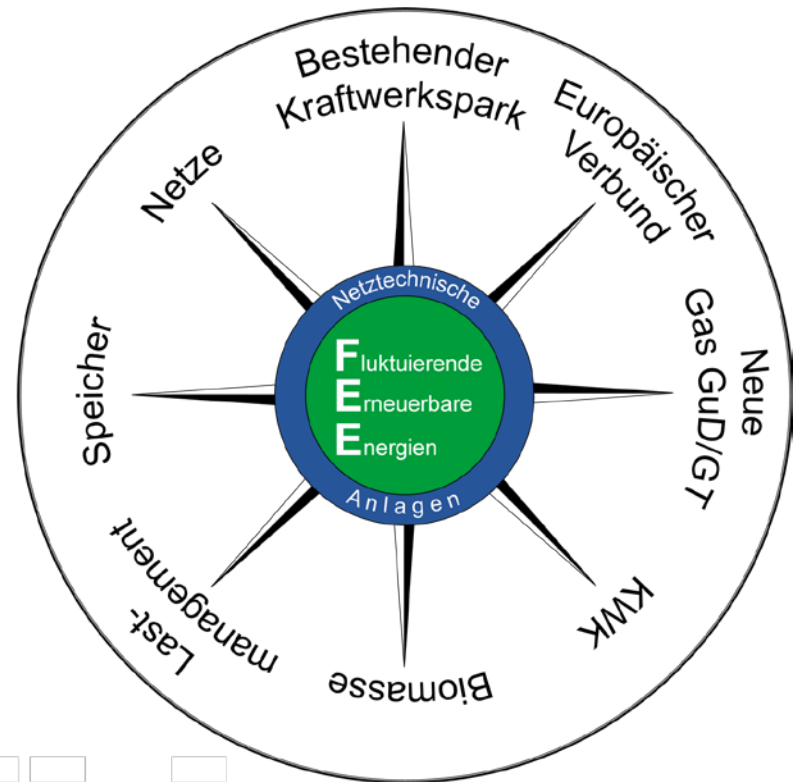 Bestehender
Kraftwerkspark
Europäischer
Verbund
Neue
Gas GuD/GT
KWK
Biomasse
Last-
management
Speicher
Netze
Netztechnische
Fluktuierende
Erneuerbare
Energien
Anlagen